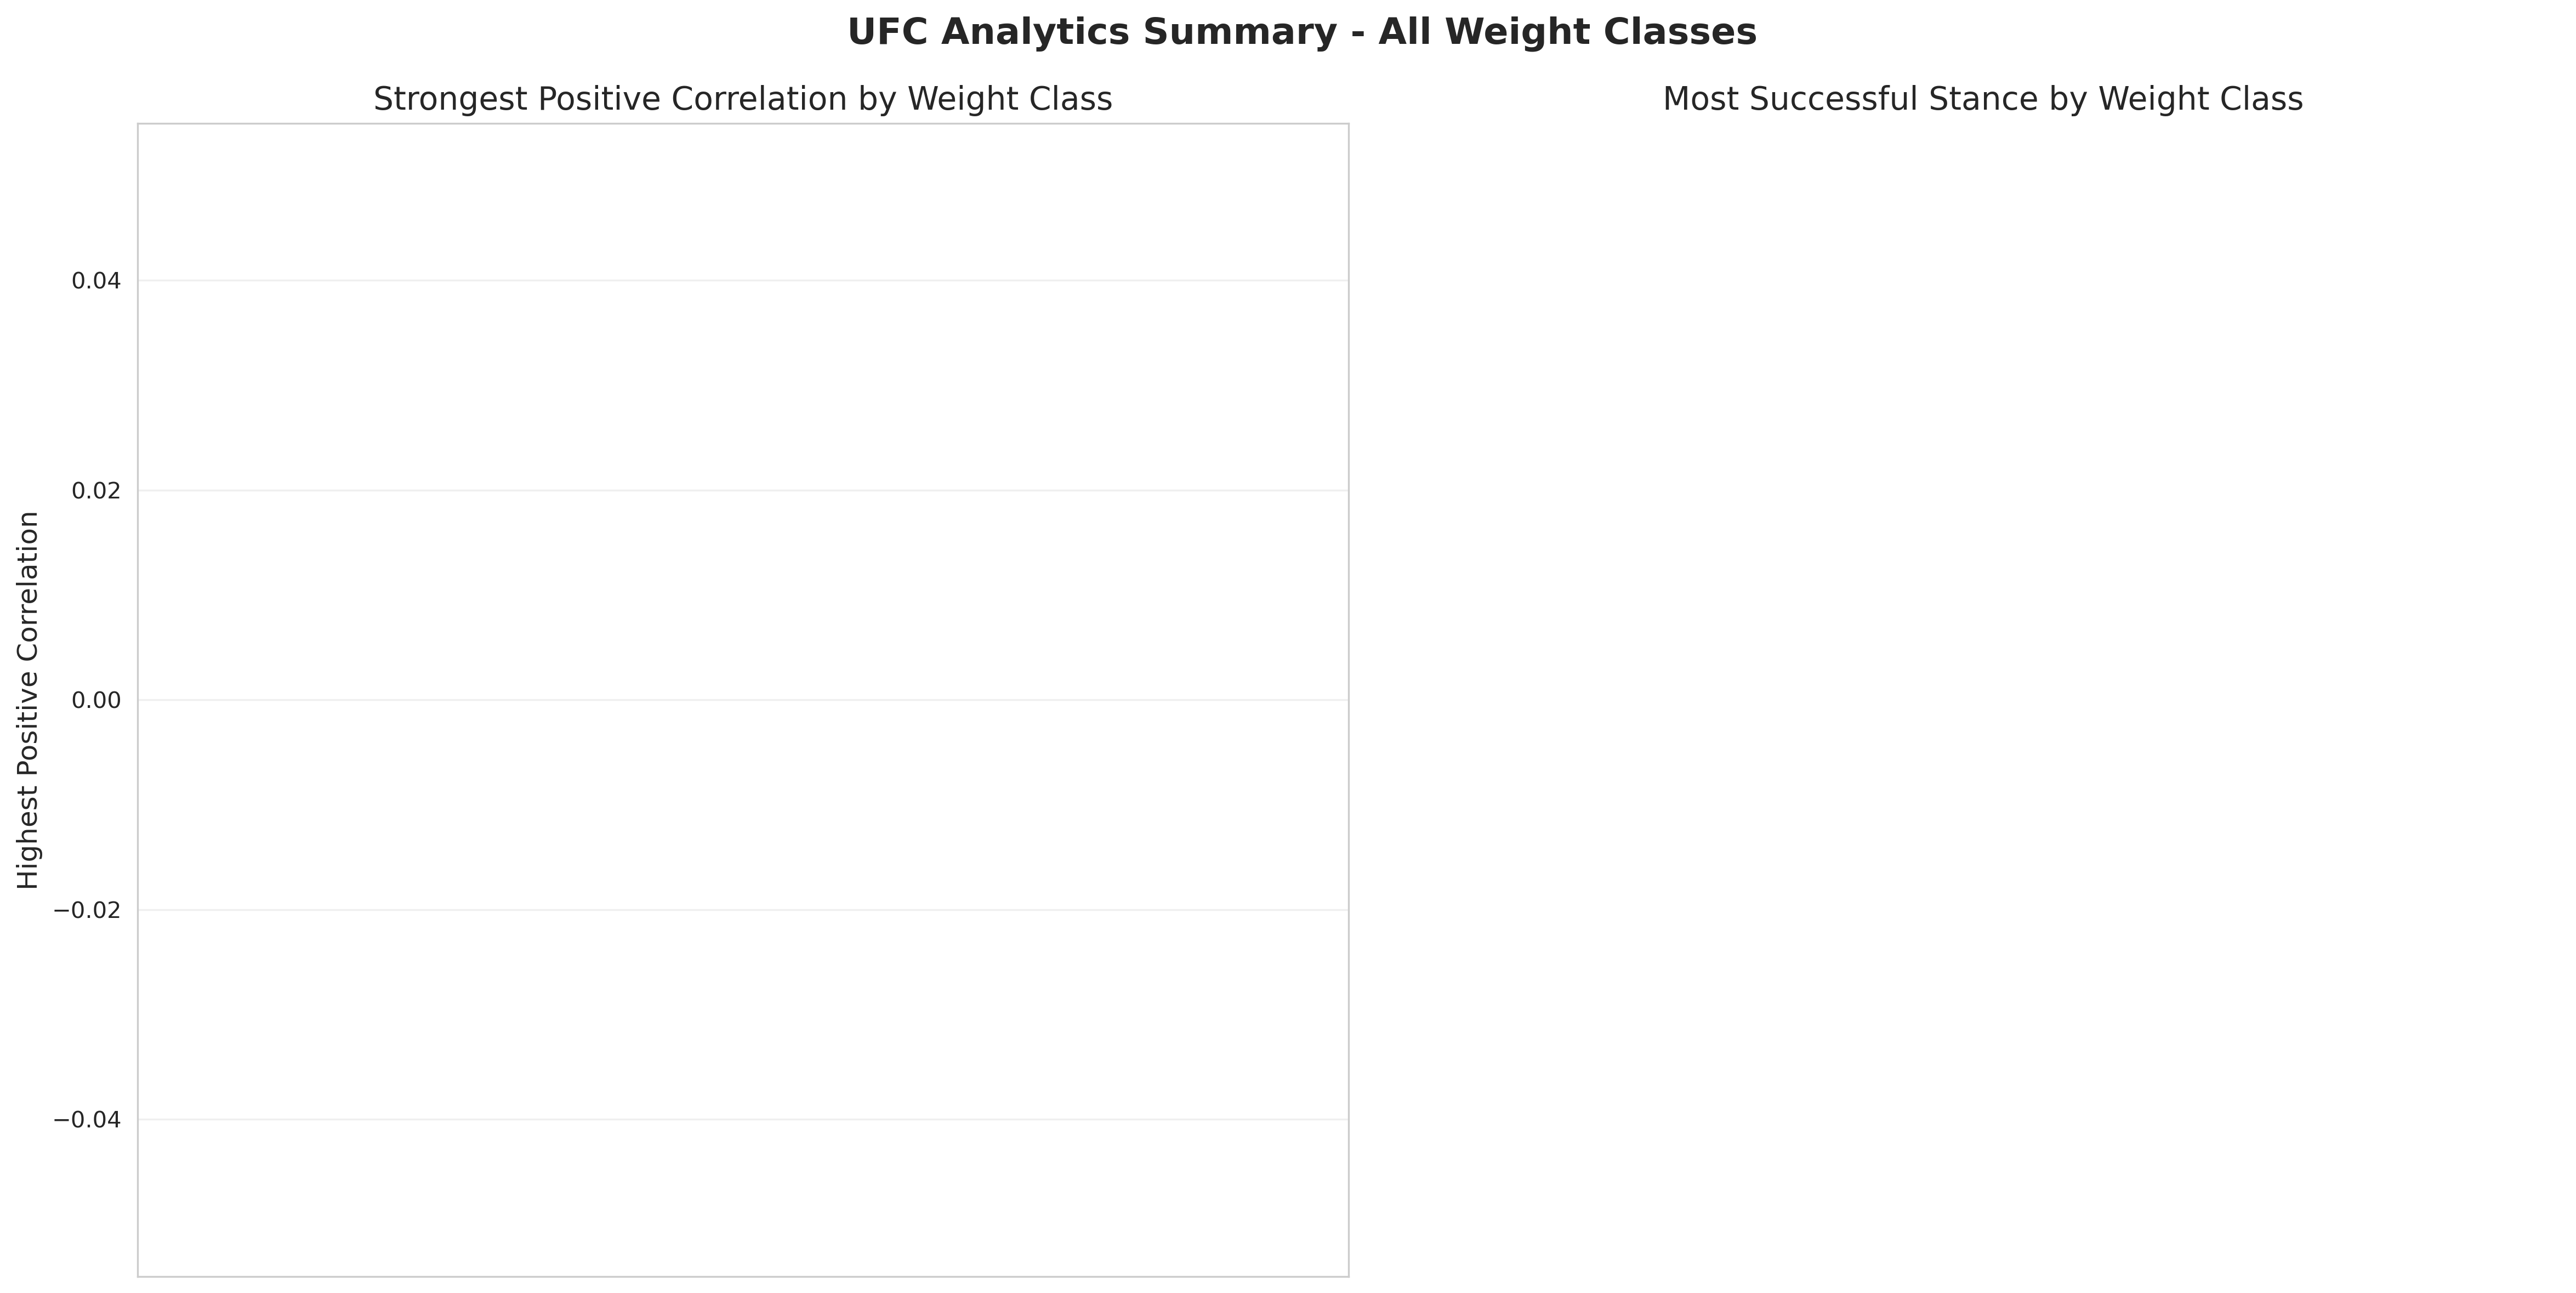 UFC Analytics Summary - All Weight Classes
Strongest Positive Correlation by Weight Class
Highest Positive Correlation
0.04
0.02
0.00
−0.02
−0.04
Most Successful Stance by Weight Class